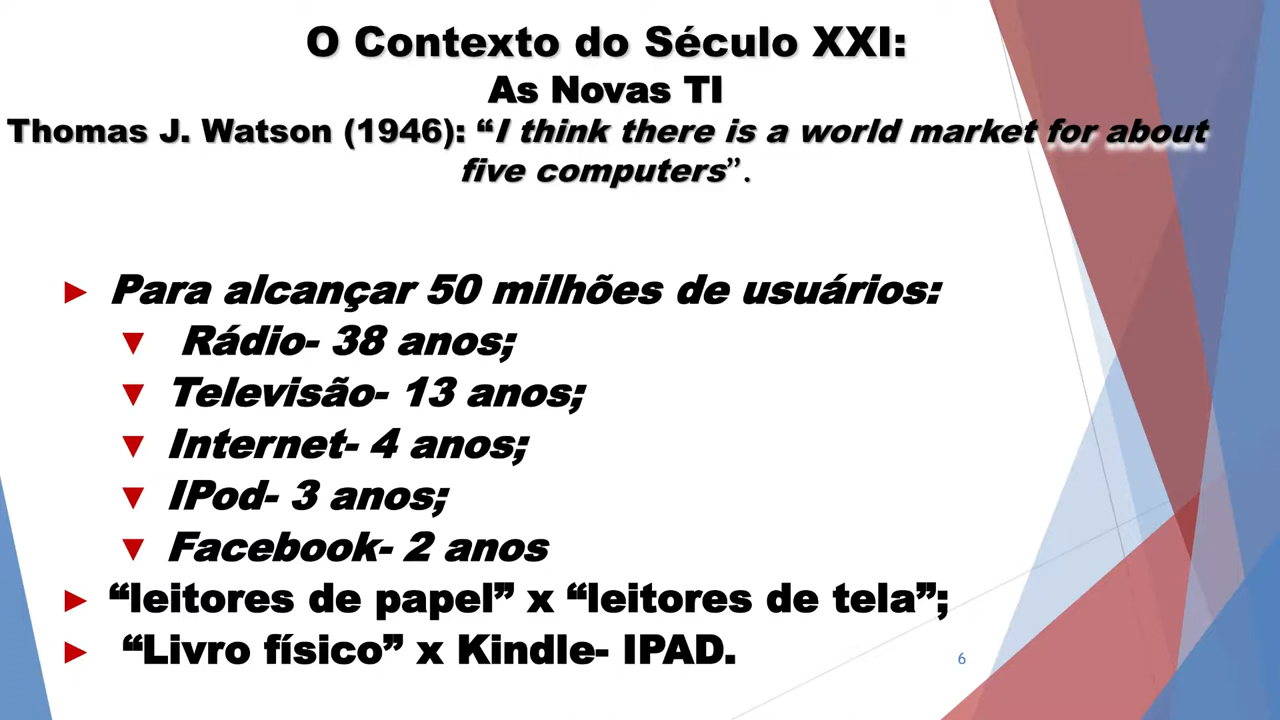 O Contexto do Século XXI:
As Novas TI
Thomas J. Watson (1946): “I think there is a world market for about
five computers”.
Para alcançar 50 milhões de usuários:
Rádio- 38 anos;
Televisão- 13 anos;
Internet- 4 anos;
IPod- 3 anos;
Facebook- 2 anos
“leitores de papel” x “leitores de tela”;
“Livro físico” x Kindle- IPAD.
6